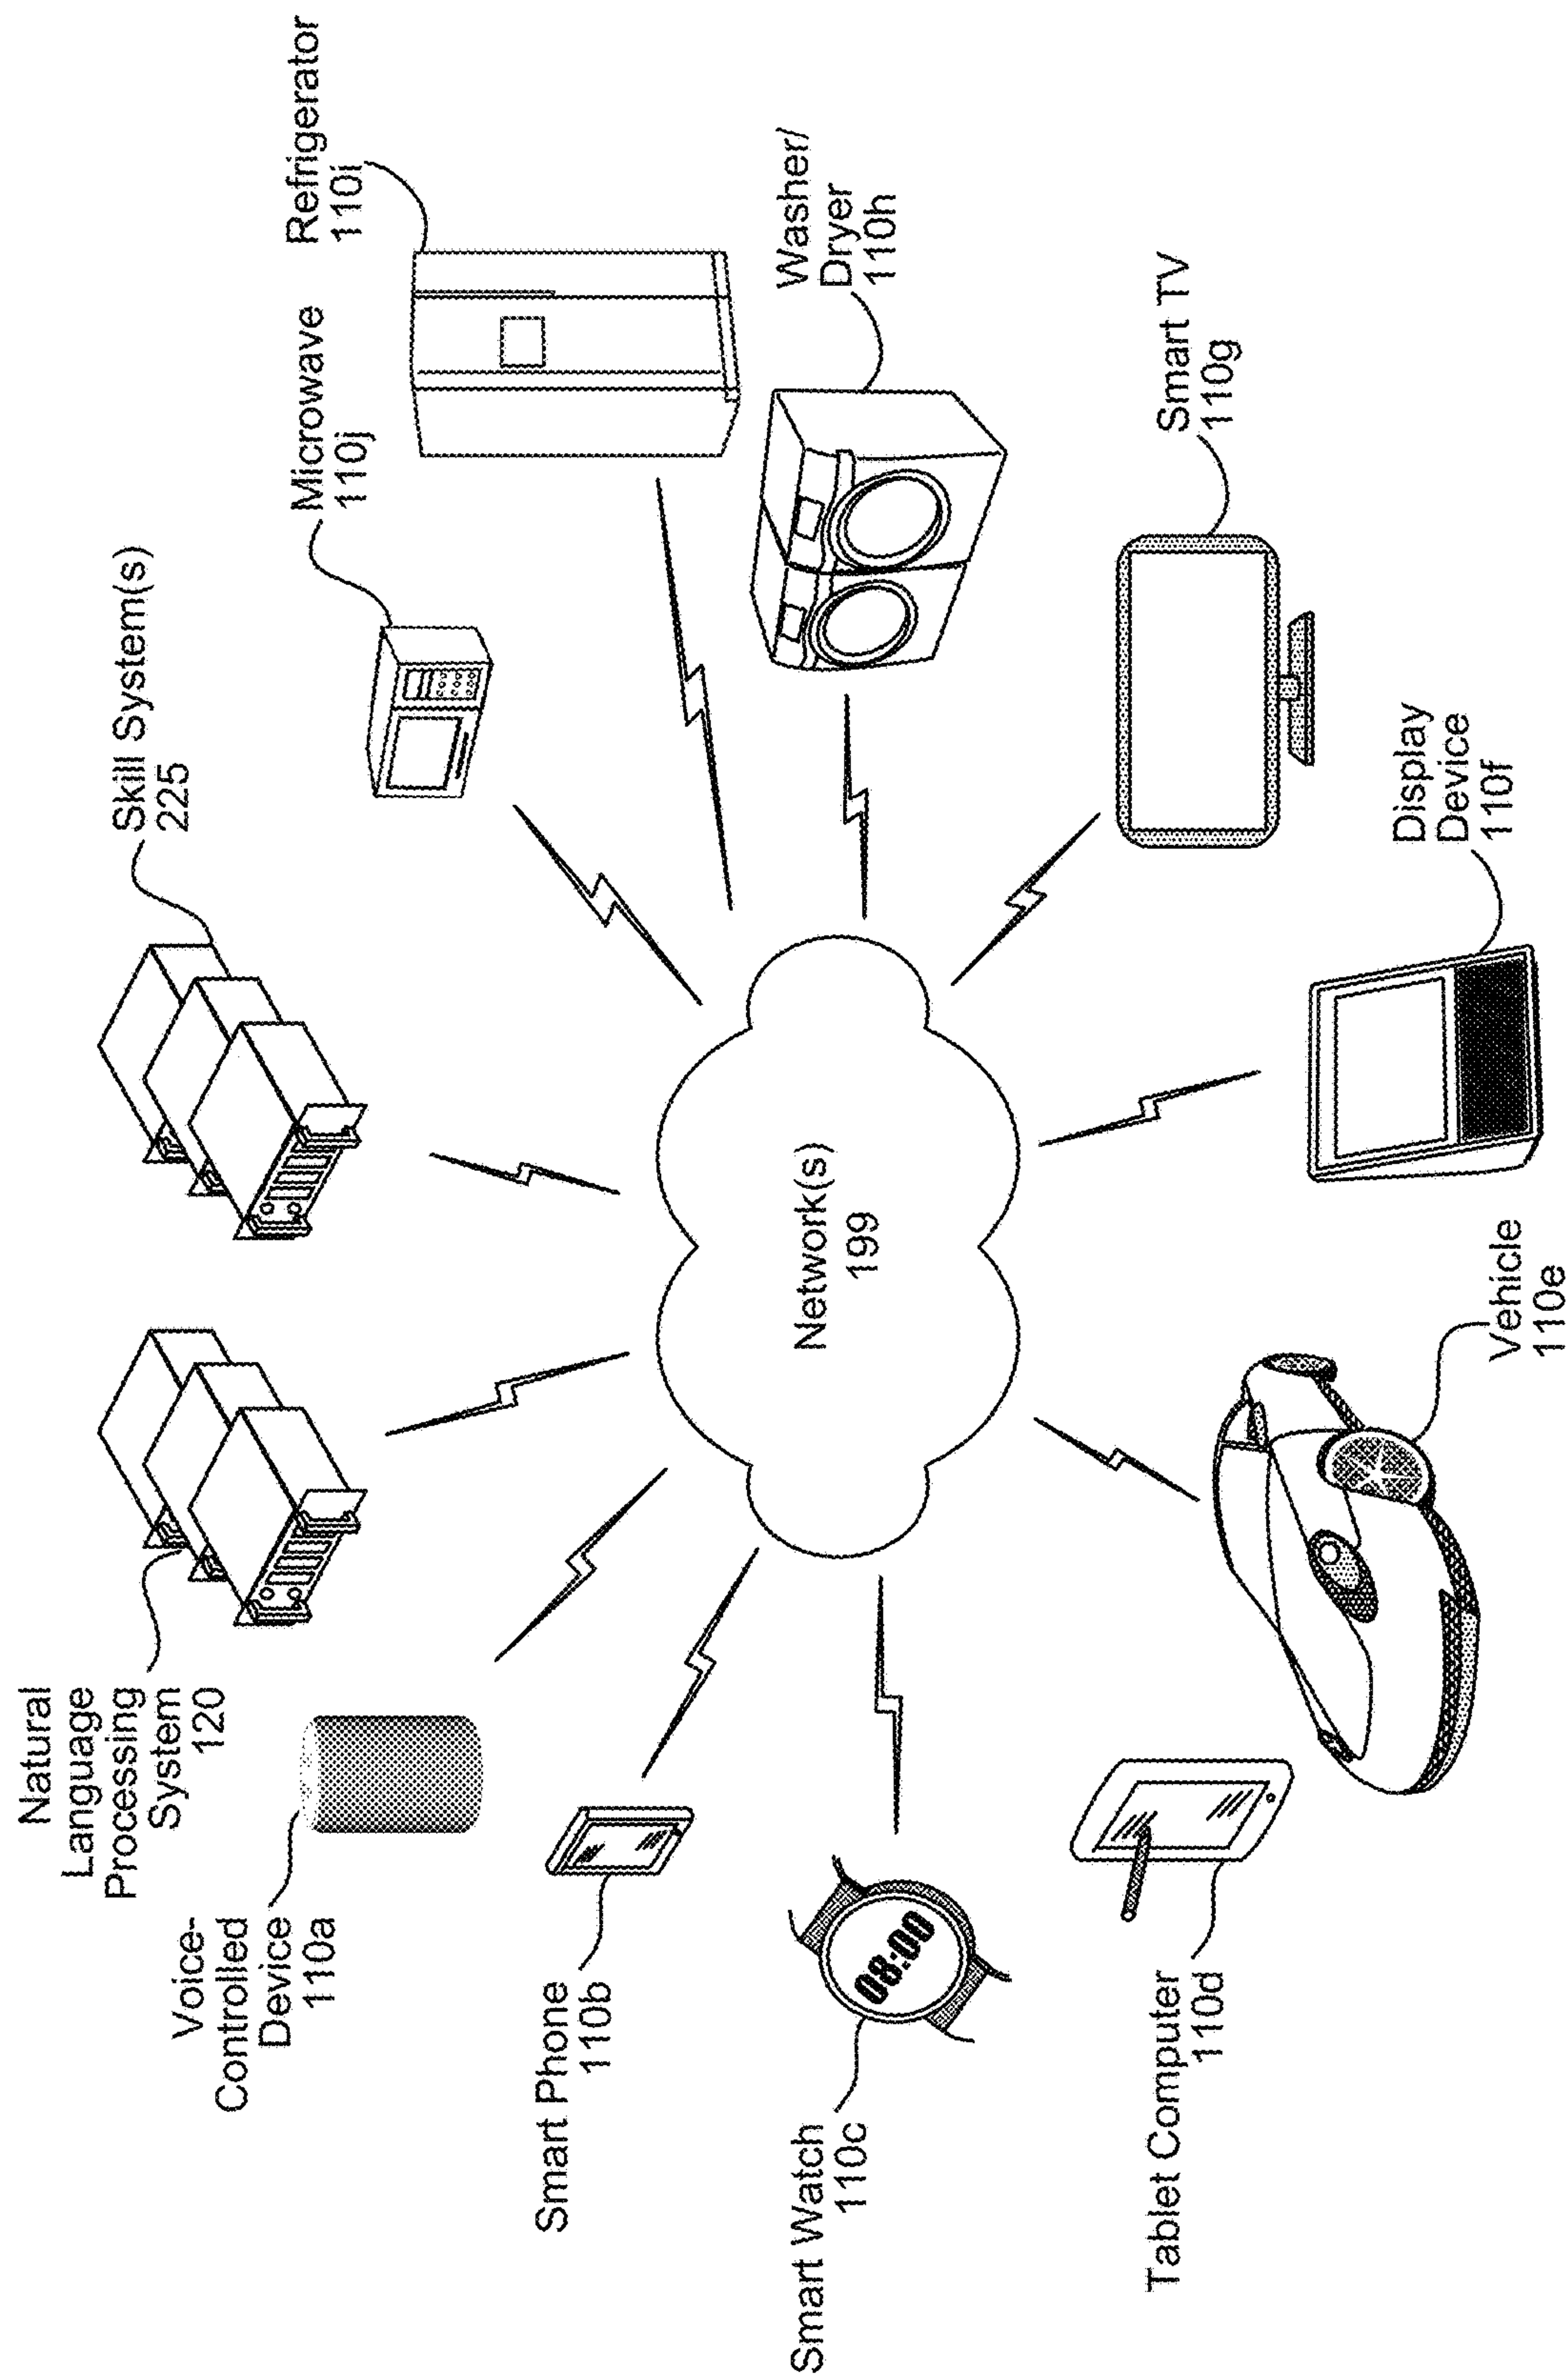 Natural
Language
Processing
System
120
Skill System(s)
225
Voice-
Controlled
Device
110a
Microwave
110j
Refrigerator
110i
Smart Phone
110b
Washer/
Dryer
110h
Network(s)
199
Smart Watch
110c
08:00
Smart TV
110g
Tablet Computer
110d
Display
Device
110f
Vehicle
110e